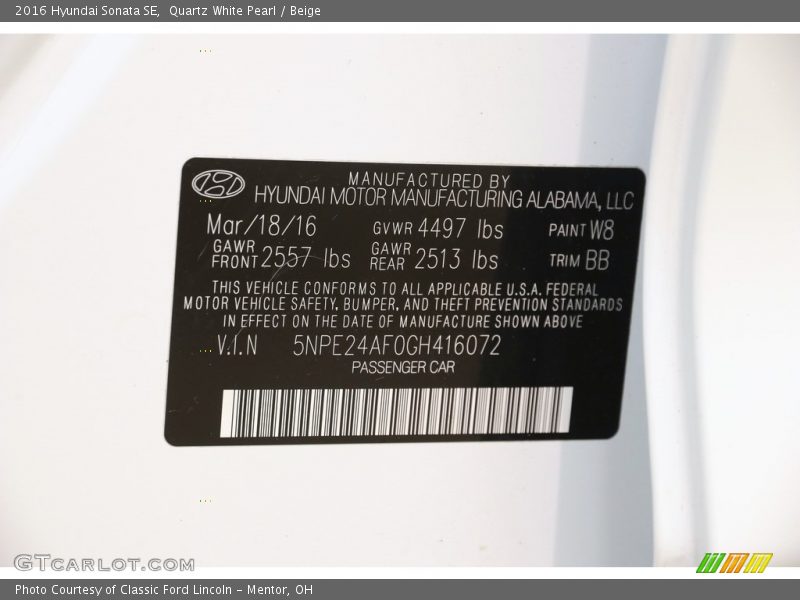 2016 Hyundai Sonata SE,  Quartz White Pearl / Beige
MANUFACTURED BY
HYUNDAI MOTOR MANUFACTURING ALABAMA, LLC
Mar/18/16 GVWR 4497 lbs PAINT W8
GAWR FRONT 2557 lbs GAWR REAR 2513 lbs TRIM BB
THIS VEHICLE CONFORMS TO ALL APPLICABLE U.S.A. FEDERAL
MOTOR VEHICLE SAFETY, BUMPER, AND THEFT PREVENTION STANDARDS
IN EFFECT ON THE DATE OF MANUFACTURE SHOWN ABOVE
V.I.N 5NPE24AF0GH416072
PASSENGER CAR
GTCARLOT.COM
Photo Courtesy of Classic Ford Lincoln - Mentor, OH